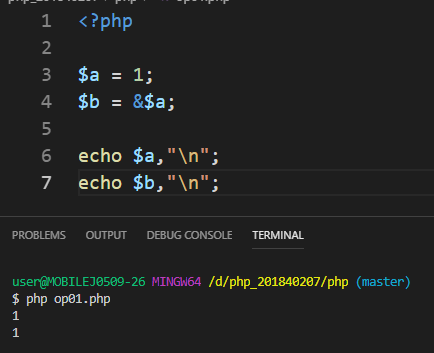 1 <?php
2
3 $a = 1;
4 $b = &$a;
5
6 echo $a,"\n";
7 echo $b,"\n";
PROBLEMS OUTPUT DEBUG CONSOLE TERMINAL
user@MOBILEJ0509-26 MINGW64 /d/php_201840207/php (master)
$ php op01.php
1
1